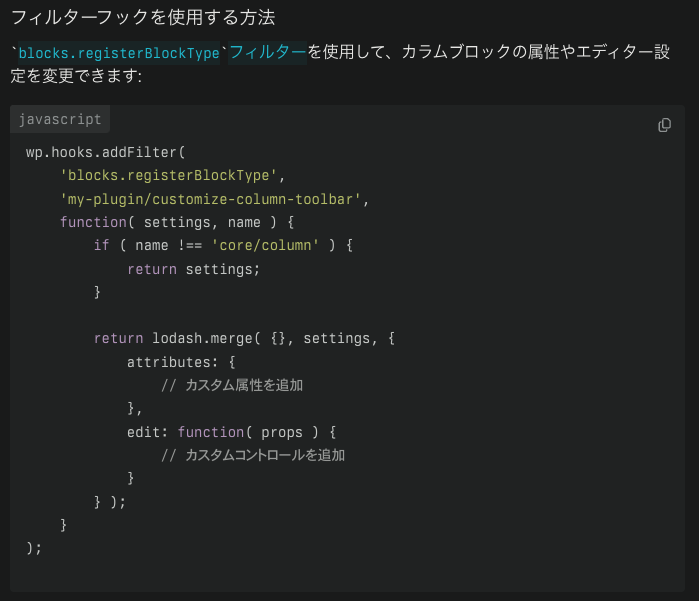 フィルターフックを使用する方法
`blocks.registerBlockType`フィルターを使用して、カラムブロックの属性やエディター設
定を変更できます:
javascript
wp.hooks.addFilter(
    'blocks.registerBlockType',
    'my-plugin/customize-column-toolbar',
    function( settings, name ) {
        if ( name !== 'core/column' ) {
            return settings;
        }

        return lodash.merge( {}, settings, {
            attributes: {
                // カスタム属性を追加
            },
            edit: function( props ) {
                // カスタムコントロールを追加
            }
        } );
    }
);